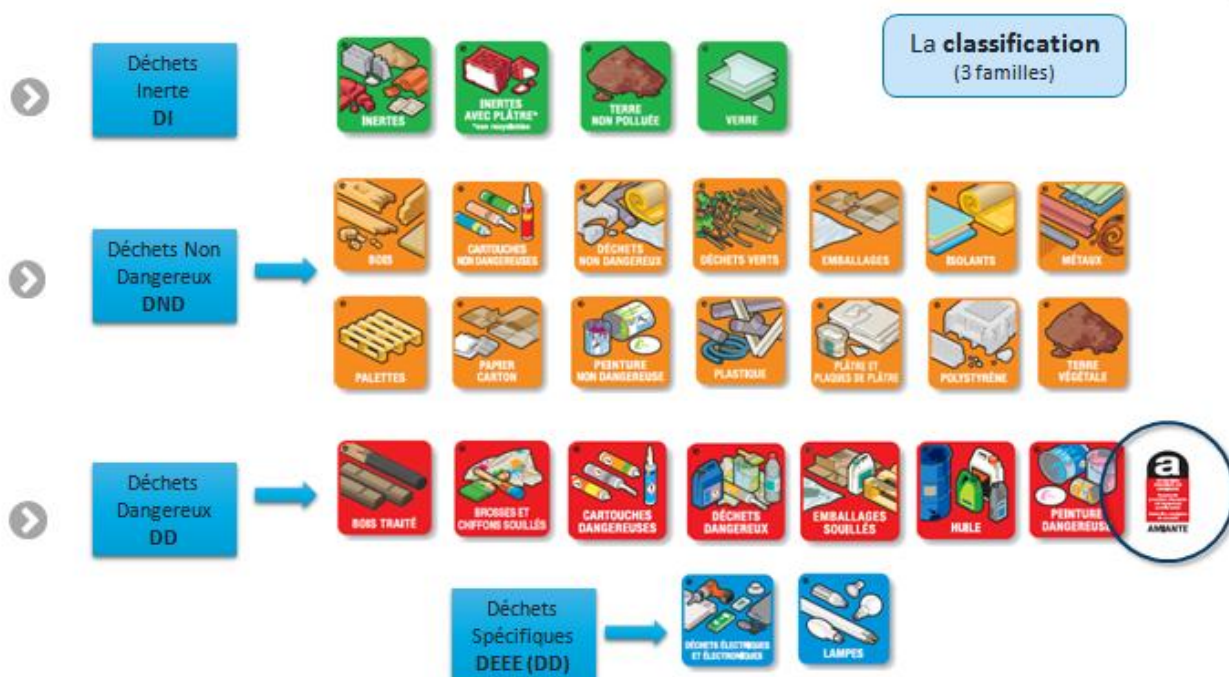 La classification
(3 familles)
Déchets
Inerte
DI
INERTES
INERTES
AVEC PLÂTRE*
*non recyclables
TERRE
NON POLLUÉE
VERRE
Déchets Non
Dangereux
DND
BOIS
CARTOUCHES
NON DANGEREUSES
DÉCHETS
NON DANGEREUX
DÉCHETS VERTS
EMBALLAGES
ISOLANTS
MÉTAUX
PALETTES
PAPIER
CARTON
PEINTURE
NON DANGEREUSE
PLASTIQUE
PLÂTRE ET
PLAQUES DE PLÂTRE
POLYSTYRÈNE
TERRE
VÉGÉTALE
Déchets
Dangereux
DD
BOIS TRAITÉ
BROSSES ET
CHIFFONS SOUILLÉS
CARTOUCHES
DANGEREUSES
DÉCHETS
DANGEREUX
EMBALLAGES
SOUILLÉS
HUILE
PEINTURE
DANGEREUSE
a
AMIANTE
Déchets
Spécifiques
DEEE (DD)
DÉCHETS ÉLECTRIQUES
ET ÉLECTRONIQUES
LAMPES